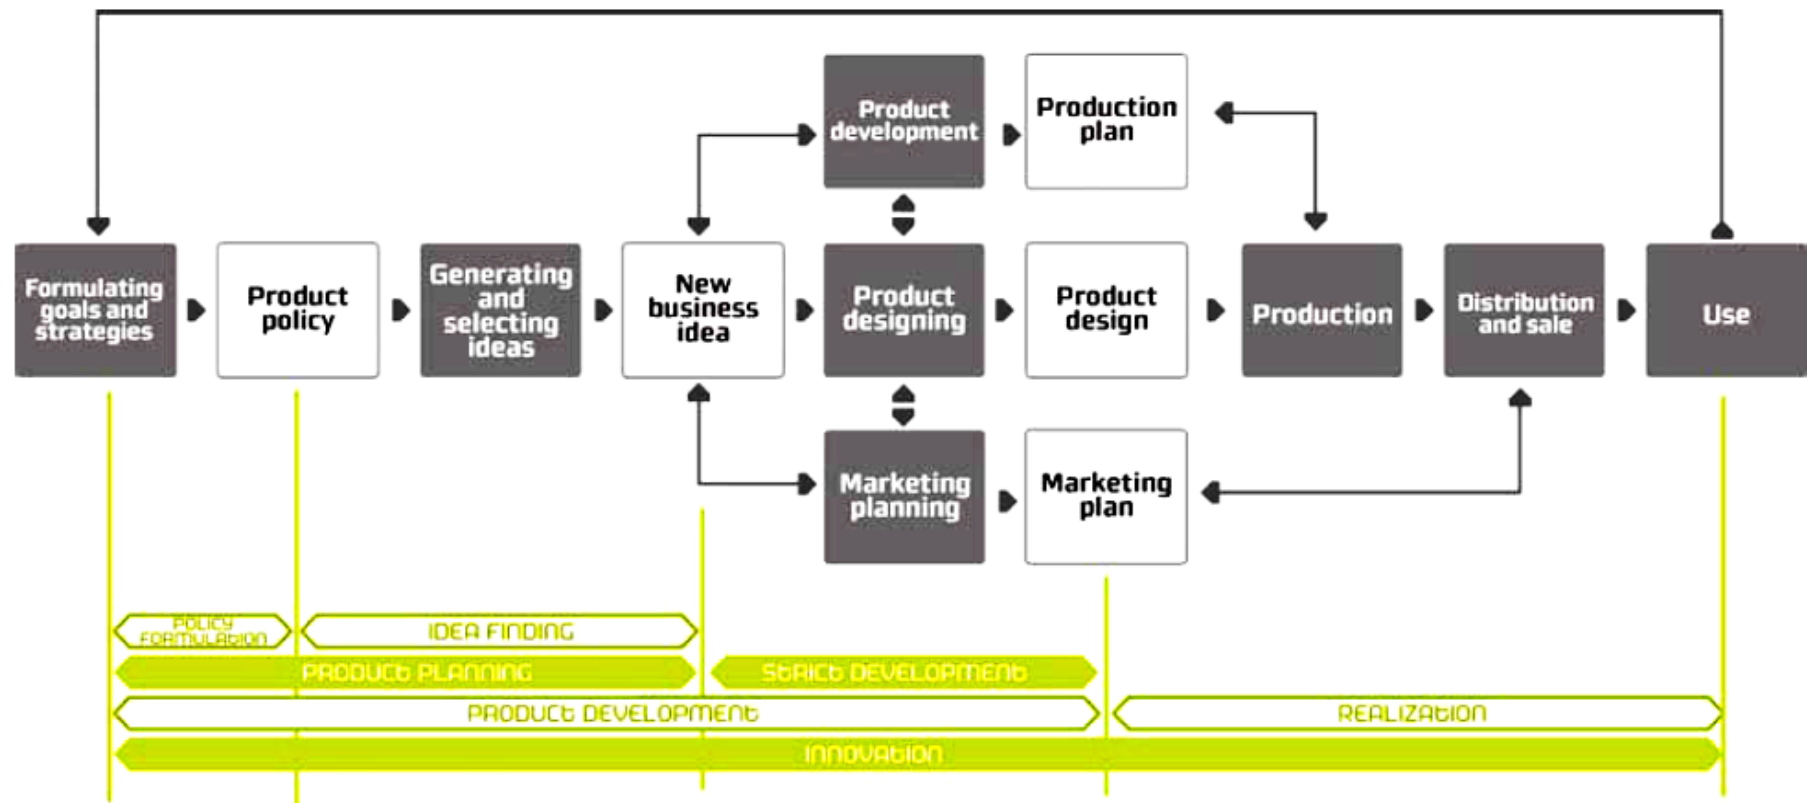 Product
development
Production
plan
Formulating
goals and
strategies
Product
policy
Generating
and
selecting
ideas
New
business
idea
Product
designing
Product
design
Production
Distribution
and sale
Use
Marketing
planning
Marketing
plan
POLICY
FORMULATION
IDEA FINDING
PRODUCT PLANNING
STRICT DEVELOPMENT
PRODUCT DEVELOPMENT
REALIZATION
INNOVATION